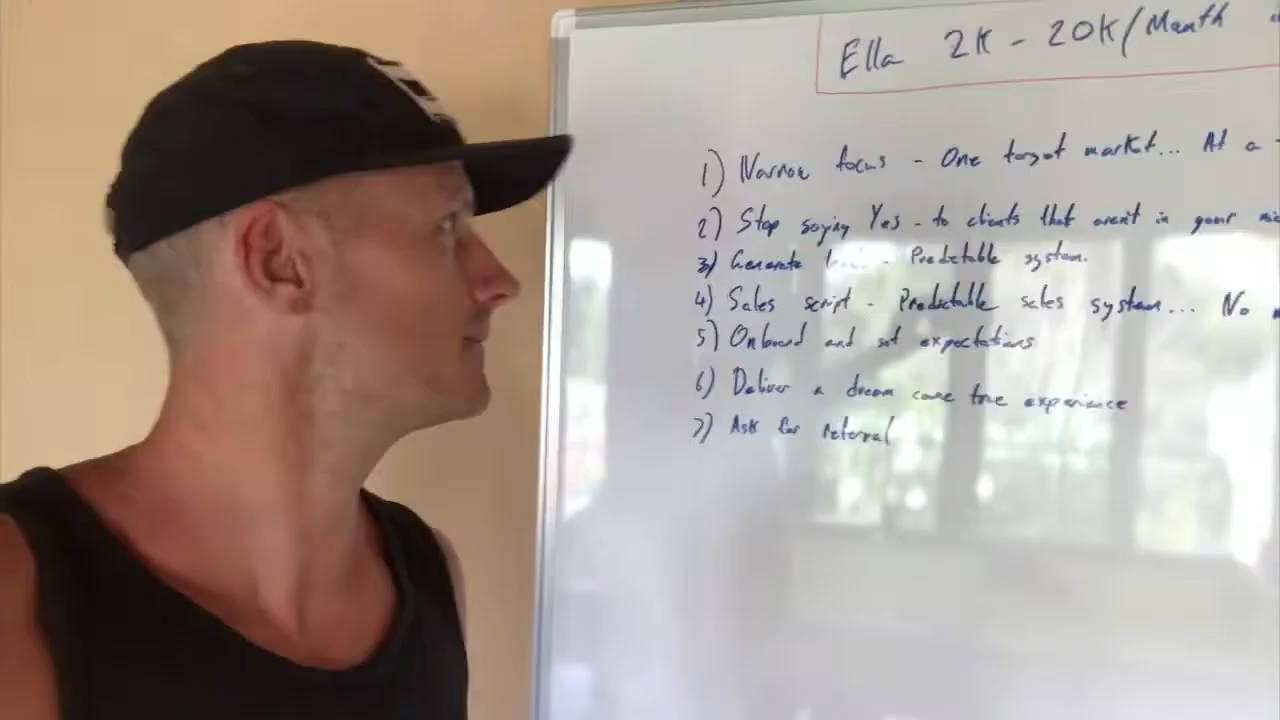 Ella 2K - 20K/Month
1) Narrow focus - One target market... At a
2) Stop saying Yes - to clients that arent in your
3) Generate - Predictable system.
4) Sales script - Predictable sales system... No
5) Onboard and set expectations
6) Deliver a dream come true experience
7) Ask for referral